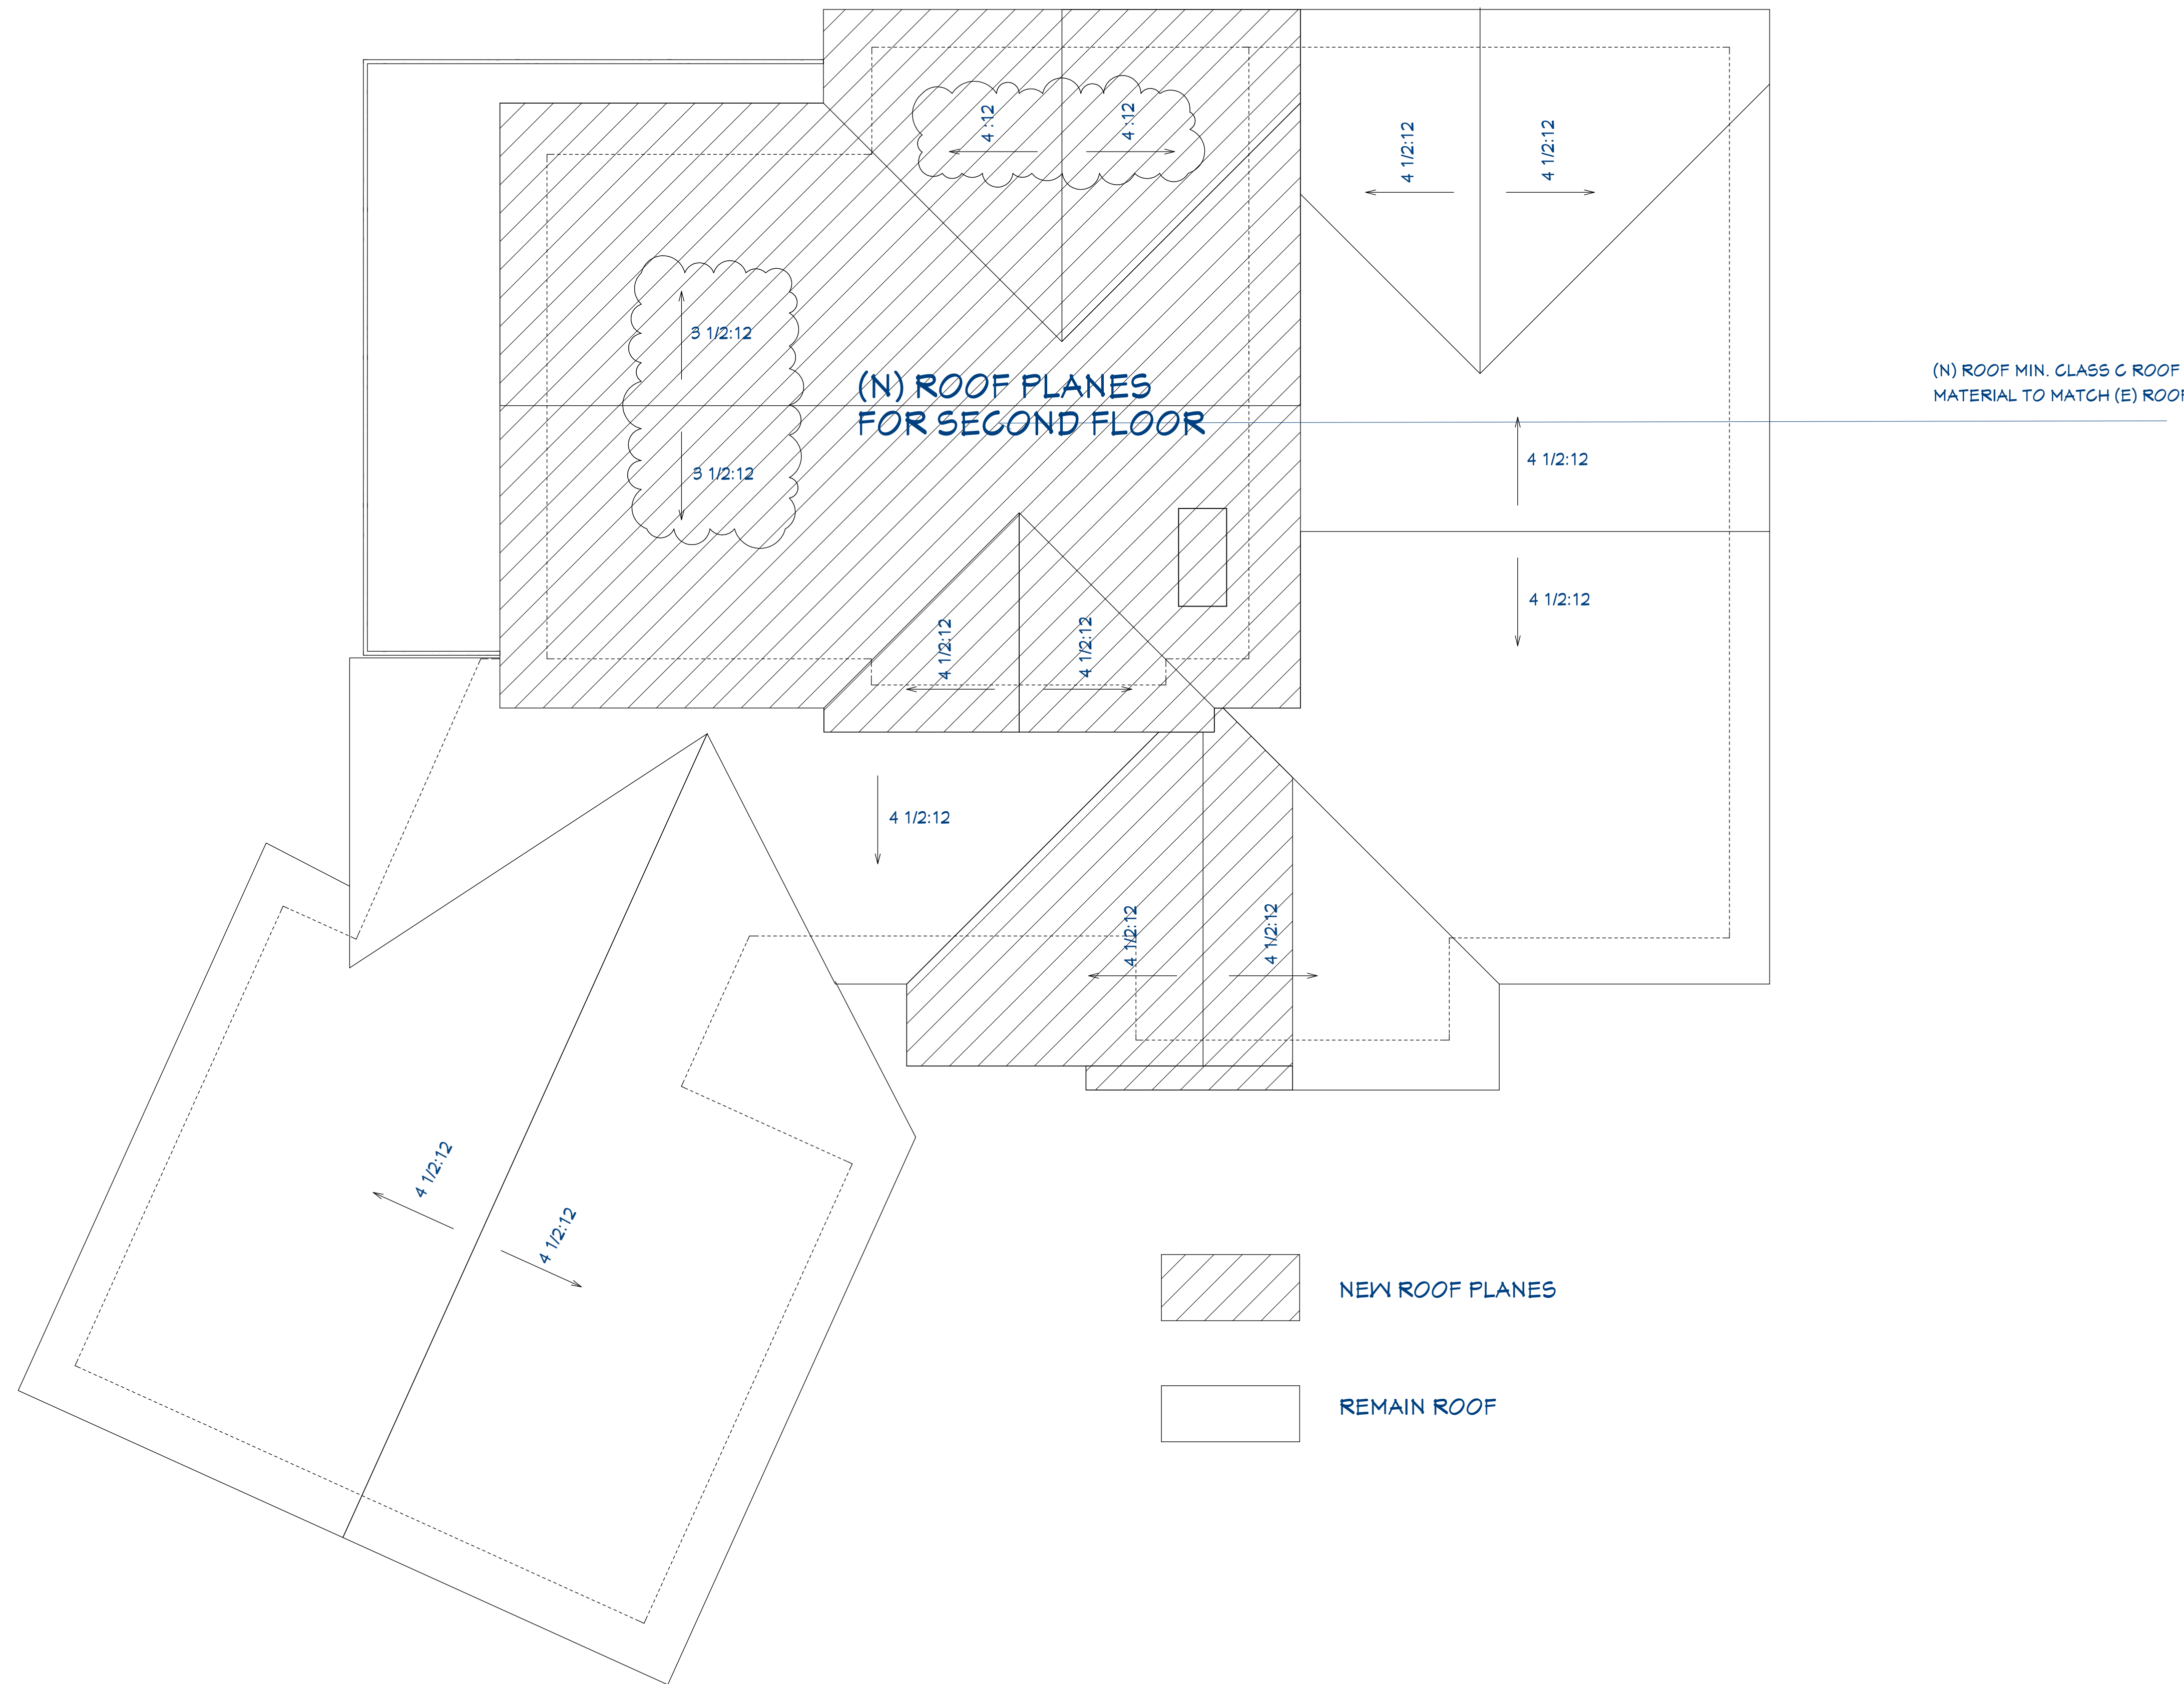 4 :12
4 :12
4 1/2:12
4 1/2:12
3 1/2:12
(N) ROOF PLANES
FOR SECOND FLOOR
(N) ROOF MIN. CLASS C ROOF
MATERIAL TO MATCH (E) ROOF
3 1/2:12
4 1/2:12
4 1/2:12
4 1/2:12
4 1/2:12
4 1/2:12
4 1/2:12
4 1/2:12
4 1/2:12
4 1/2:12
NEW ROOF PLANES
REMAIN ROOF